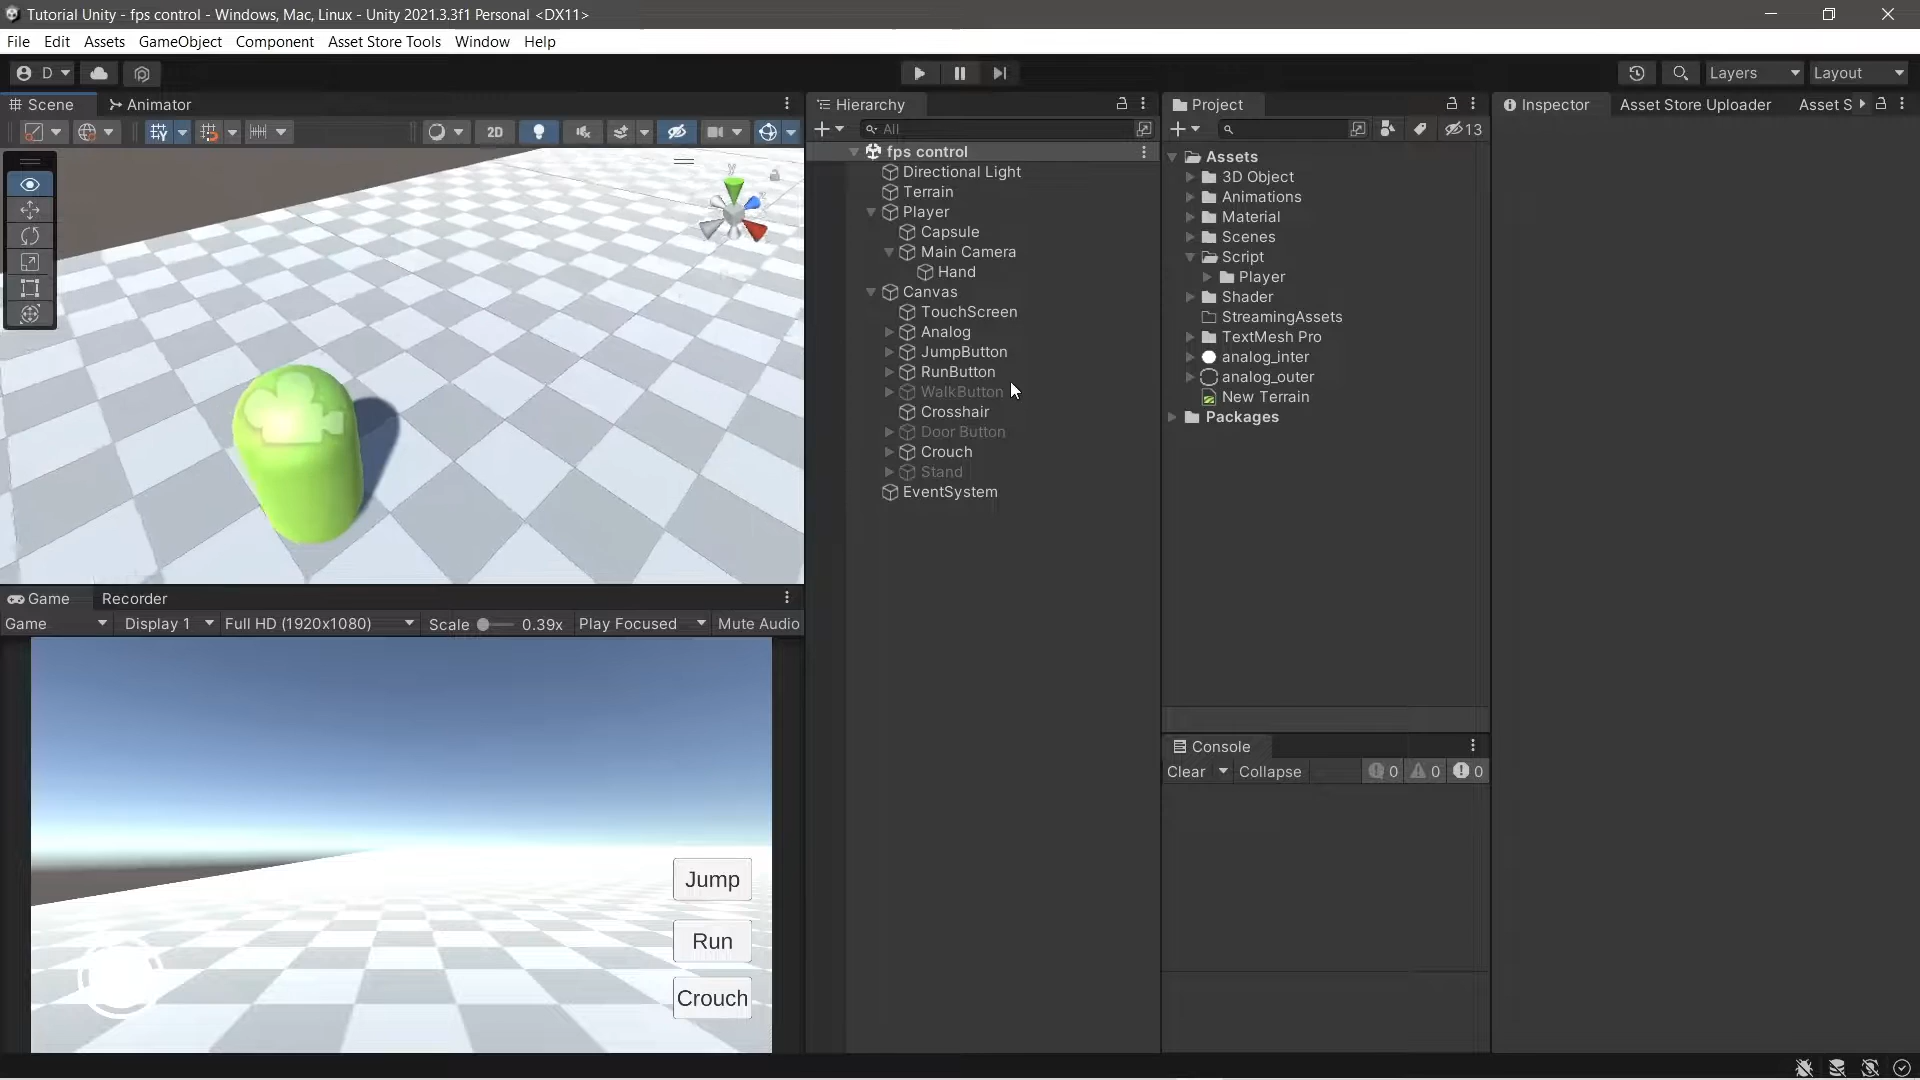 Tutorial Unity - fps control - Windows, Mac, Linux - Unity 2021.3.3f1 Personal <DX11>
File Edit Assets GameObject Component Asset Store Tools Window Help
D
Layers Layout
Scene Animator
2D
y
Hierarchy
All
fps control
Directional Light
Terrain
Player
Capsule
Main Camera
Hand
Canvas
TouchScreen
Analog
JumpButton
RunButton
WalkButton
Crosshair
Door Button
Crouch
Stand
EventSystem
Project
13
Assets
3D Object
Animations
Material
Scenes
Script
Player
Shader
StreamingAssets
TextMesh Pro
analog_inter
analog_outer
New Terrain
Packages
Console
Clear Collapse 0 0 0
Inspector Asset Store Uploader Asset S
Game Recorder
Game Display 1 Full HD (1920x1080) Scale 0.39x Play Focused Mute Audio
Jump
Run
Crouch